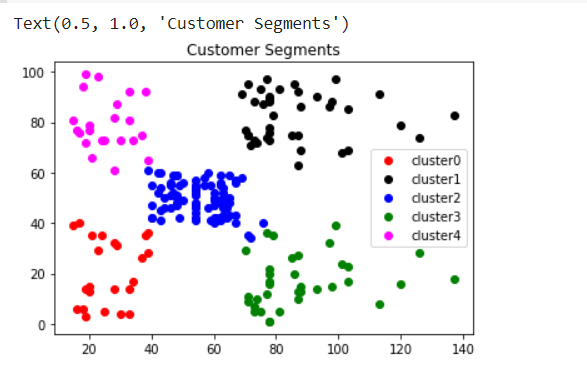 Text(0.5, 1.0, 'Customer Segments')
Customer Segments
100
80
60
40
20
0
cluster0
cluster1
cluster2
cluster3
cluster4
20 40 60 80 100 120 140